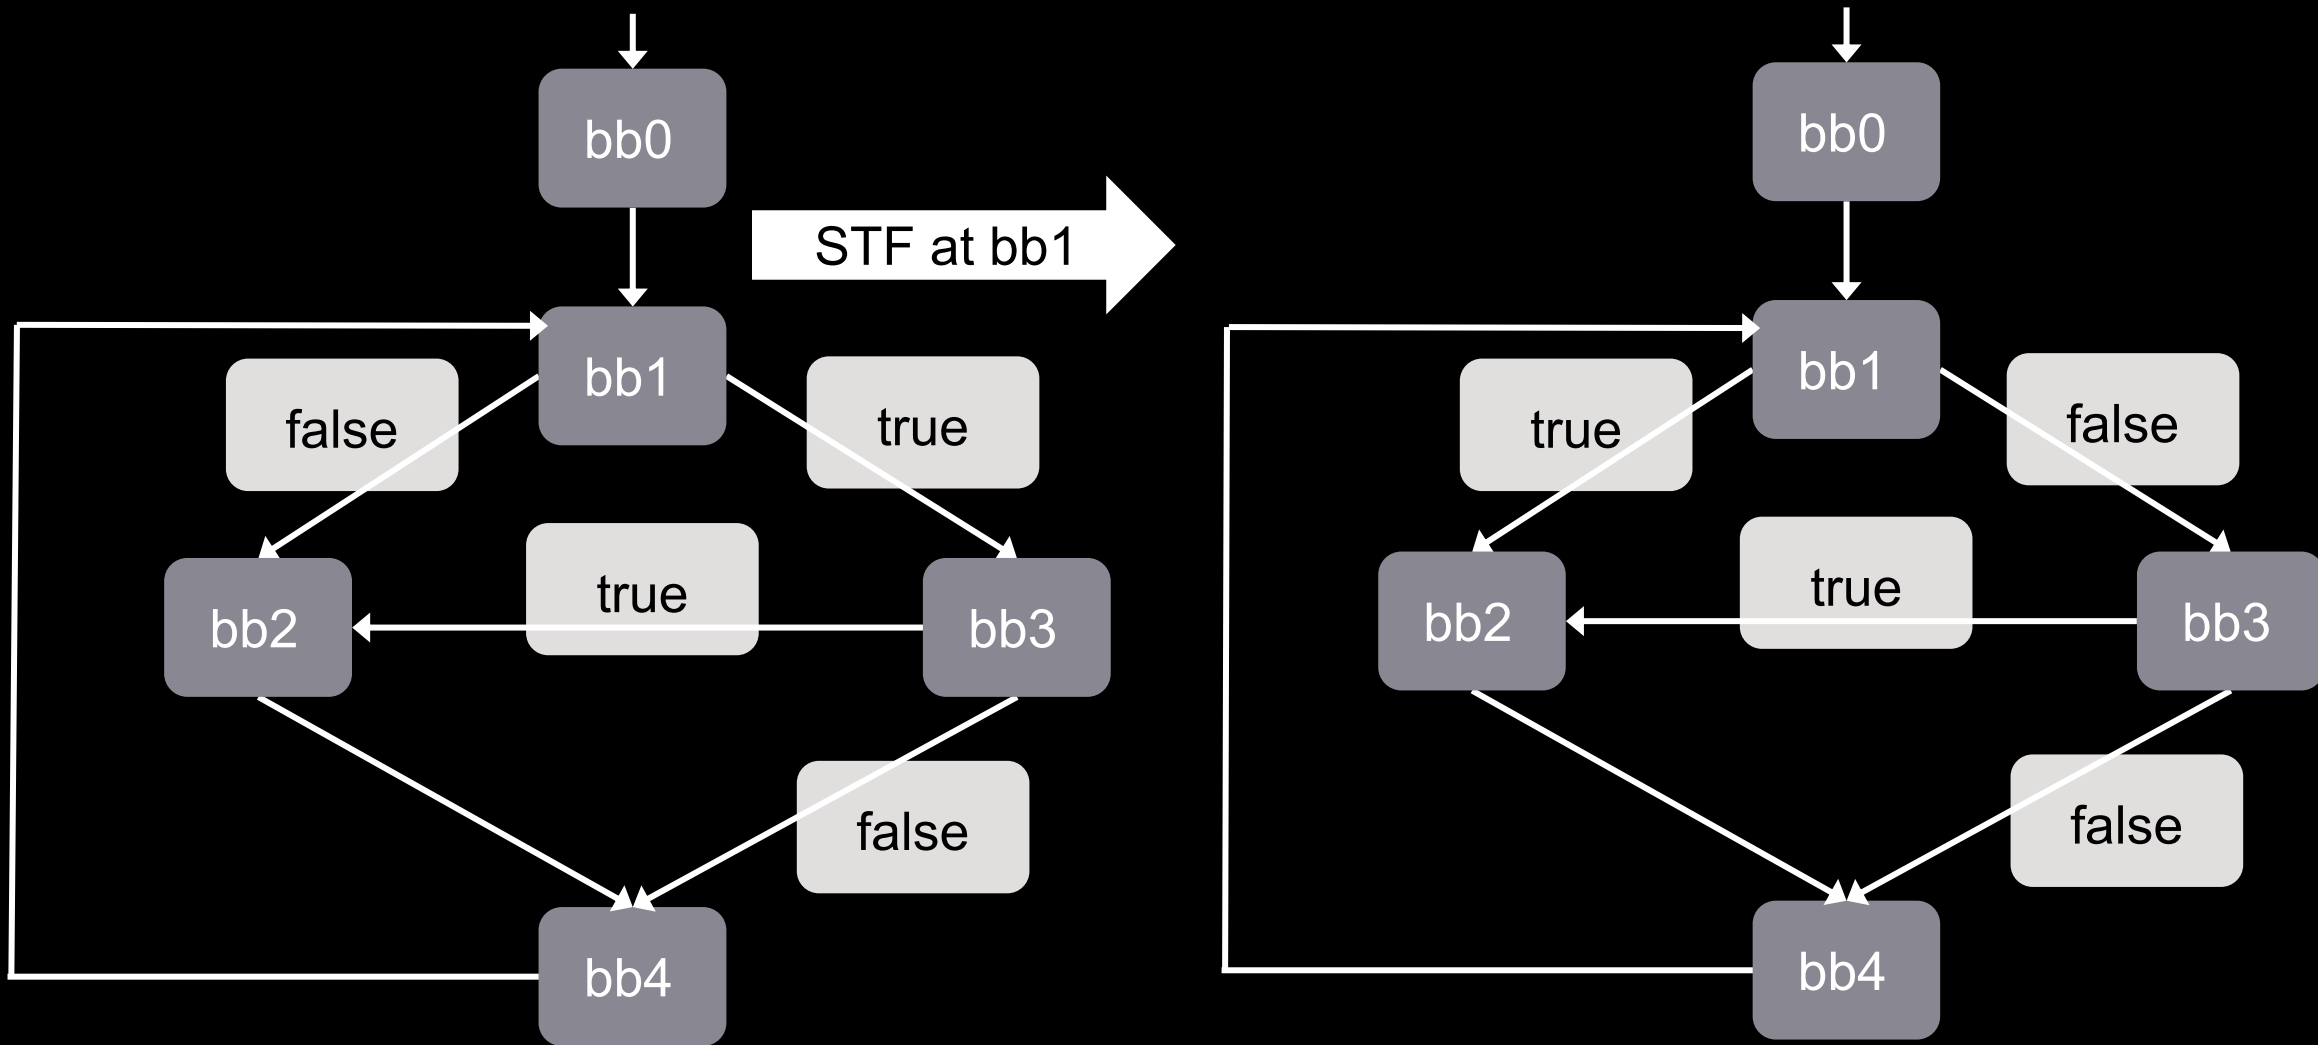 bb0
STF at bb1
bb1
false
true
true
bb2
bb3
false
bb4
bb0
bb1
true
false
true
bb2
bb3
false
bb4